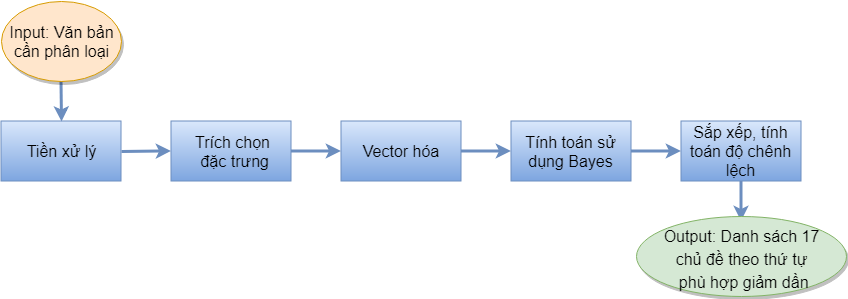 Input: Văn bản
cần phân loại
Tiền xử lý
Trích chọn
đặc trưng
Vector hóa
Tính toán sử
dụng Bayes
Sắp xếp, tính
toán độ chênh
lệch
Output: Danh sách 17
chủ đề theo thứ tự
phù hợp giảm dần